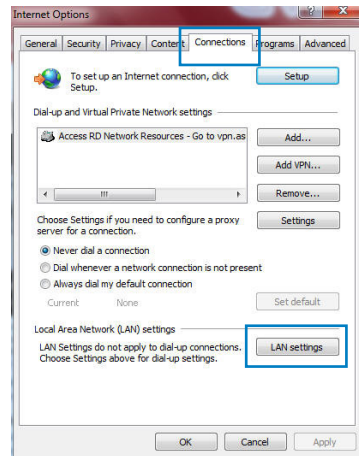 Internet Options
General Security Privacy Content Connections Programs Advanced
To set up an Internet connection, click
Setup.
Setup
Dial-up and Virtual Private Network settings
Access RD Network Resources - Go to vpn.as
Add...
Add VPN...
Remove...
Choose Settings if you need to configure a proxy
server for a connection.
Settings
Never dial a connection
Dial whenever a network connection is not present
Always dial my default connection
Current None
Set default
Local Area Network (LAN) settings
LAN Settings do not apply to dial-up connections.
Choose Settings above for dial-up settings.
LAN settings
OK Cancel Apply